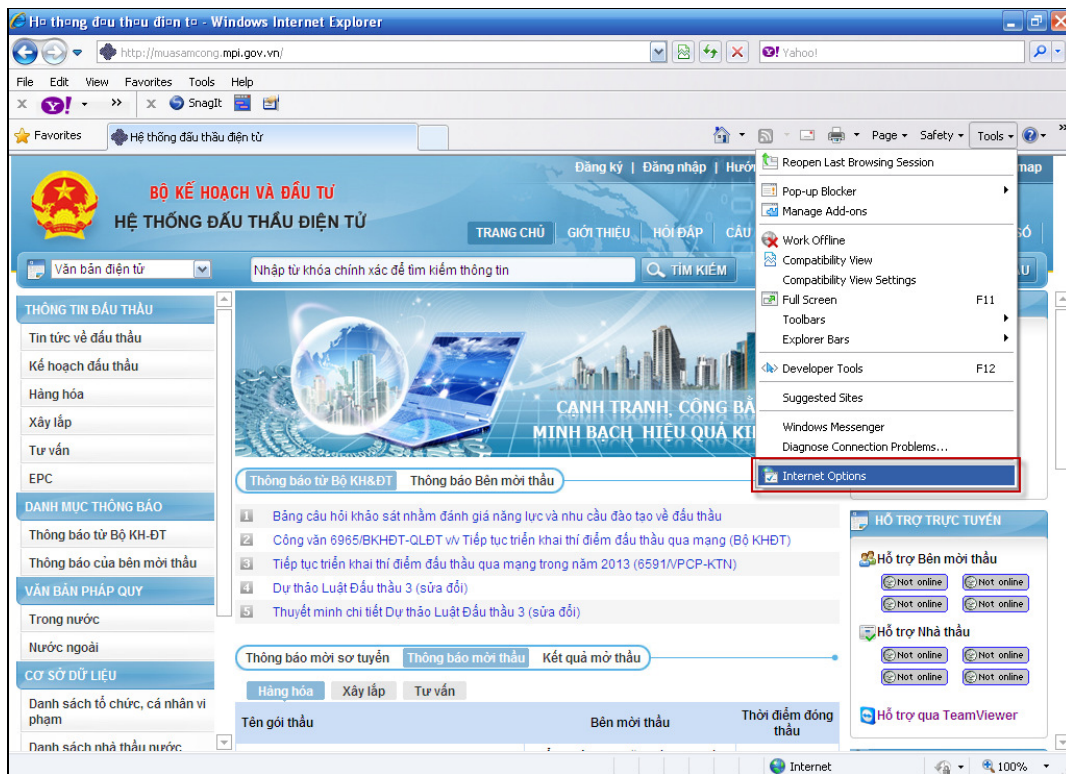 Hಠth¤ng đ¤u th¤u đi¤n t¤ - Windows Internet Explorer
http://muasamcong.mpi.gov.vn/
Yahoo!
File Edit View Favorites Tools Help
x Y! » x SnagIt
Favorites
Hệ thống đấu thầu điện tử
Page Safety Tools »
Đăng ký | Đăng nhập |
map
BỘ KẾ HOẠCH VÀ ĐẦU TƯ
HỆ THỐNG ĐẤU THẦU ĐIỆN TỬ
TRANG CHỦ GIỚI THIỆU HỎI ĐÁP CÂU
Văn bản điện tử
Nhập từ khóa chính xác để tìm kiếm thông tin
TÌM KIẾM
Reopen Last Browsing Session
Pop-up Blocker
Manage Add-ons
Work Offline
Compatibility View
Compatibility View Settings
Full Screen F11
Toolbars
Explorer Bars
Developer Tools F12
Suggested Sites
Windows Messenger
Diagnose Connection Problems...
Internet Options
THÔNG TIN ĐẤU THẦU
Tin tức về đấu thầu
Kế hoạch đấu thầu
Hàng hóa
Xây lắp
Tư vấn
EPC
DANH MỤC THÔNG BÁO
Thông báo từ Bộ KH-ĐT
Thông báo của bên mời thầu
VĂN BẢN PHÁP QUY
Trong nước
Nước ngoài
CƠ SỞ DỮ LIỆU
Danh sách tổ chức, cá nhân vi
phạm
Danh sách nhà thầu nước
CẠNH TRANH, CÔNG
MINH BẠCH, HIỆU QUẢ
Thông báo từ Bộ KH&ĐT Thông báo Bên mời thầu
1 Bảng câu hỏi khảo sát nhằm đánh giá năng lực và nhu cầu đào tạo về đấu thầu
2 Công văn 6965/BKHĐT-QLĐT v/v Tiếp tục triển khai thí điểm đấu thầu qua mạng (Bộ KHĐT)
3 Tiếp tục triển khai thí điểm đấu thầu qua mạng trong năm 2013 (6591/VPCP-KTN)
4 Dự thảo Luật Đấu thầu 3 (sửa đổi)
5 Thuyết minh chi tiết Dự thảo Luật Đấu thầu 3 (sửa đổi)
Thông báo mời sơ tuyển Thông báo mời thầu Kết quả mở thầu
Hàng hóa Xây lắp Tư vấn
Tên gói thầu Bên mời thầu Thời điểm đóng
thầu
HỖ TRỢ TRỰC TUYẾN
Hỗ trợ Bên mời thầu
Not online Not online
Not online Not online
Hỗ trợ Nhà thầu
Not online Not online
Not online Not online
Hỗ trợ qua TeamViewer
Internet 100%